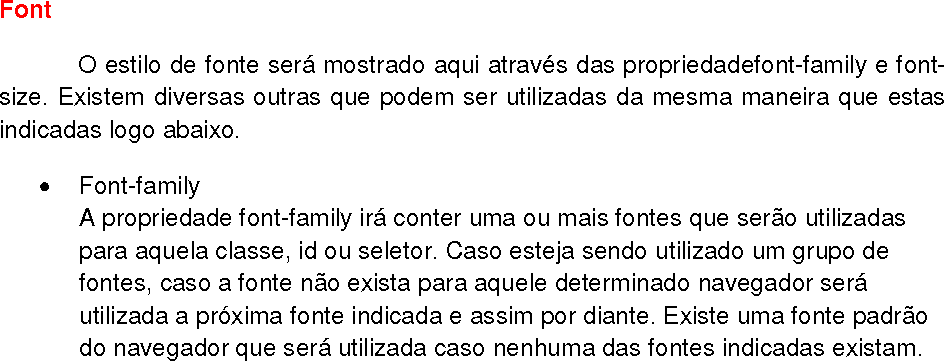 Font
O estilo de fonte será mostrado aqui através das propriedadefont-family e font-
size. Existem diversas outras que podem ser utilizadas da mesma maneira que estas
indicadas logo abaixo.
• Font-family
A propriedade font-family irá conter uma ou mais fontes que serão utilizadas
para aquela classe, id ou seletor. Caso esteja sendo utilizado um grupo de
fontes, caso a fonte não exista para aquele determinado navegador será
utilizada a próxima fonte indicada e assim por diante. Existe uma fonte padrão
do navegador que será utilizada caso nenhuma das fontes indicadas existam.